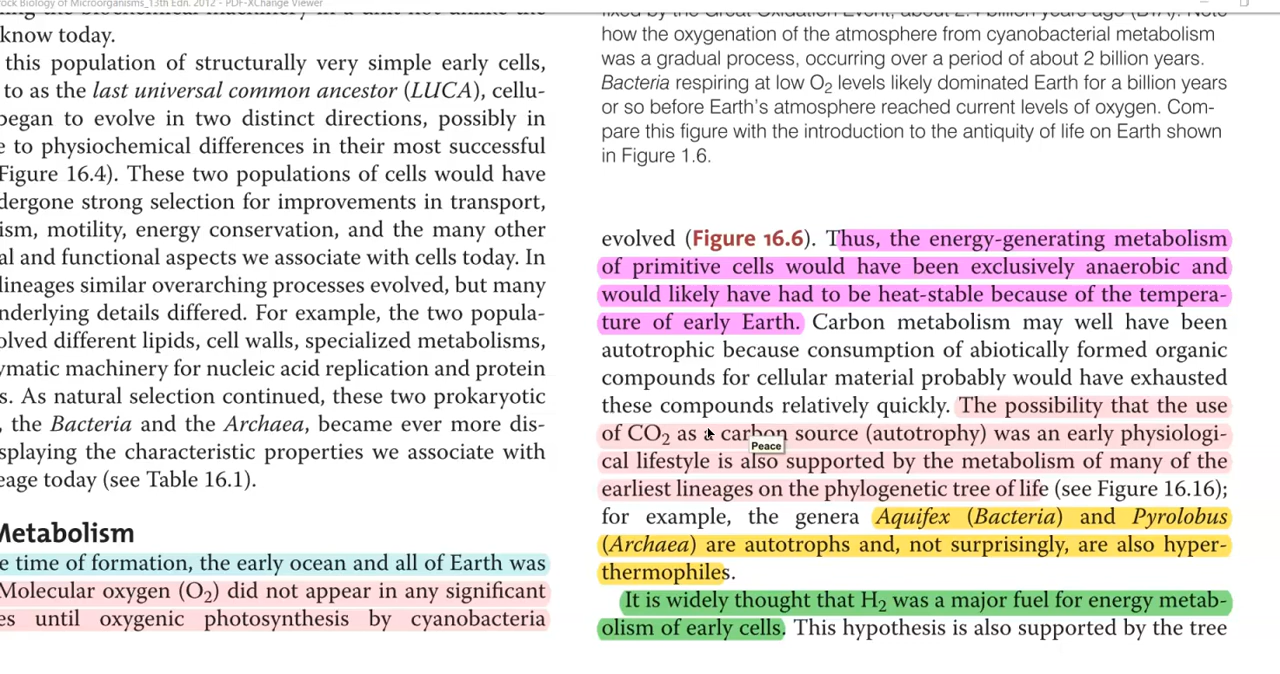 ock Biology of Microorganisms_13th Edn. 2012 - PDF-XChange Viewer
know today.
this population of structurally very simple early cells,
to as the last universal common ancestor (LUCA), cellu-
began to evolve in two distinct directions, possibly in
e to physiochemical differences in their most successful
Figure 16.4). These two populations of cells would have
dergone strong selection for improvements in transport,
ism, motility, energy conservation, and the many other
al and functional aspects we associate with cells today. In
lineages similar overarching processes evolved, but many
nderlying details differed. For example, the two popula-
olved different lipids, cell walls, specialized metabolisms,
ymatic machinery for nucleic acid replication and protein
s. As natural selection continued, these two prokaryotic
, the Bacteria and the Archaea, became ever more dis-
splaying the characteristic properties we associate with
eage today (see Table 16.1).
Metabolism
e time of formation, the early ocean and all of Earth was
Molecular oxygen (O₂) did not appear in any significant
es until oxygenic photosynthesis by cyanobacteria
how the oxygenation of the atmosphere from cyanobacterial metabolism
was a gradual process, occurring over a period of about 2 billion years.
Bacteria respiring at low O₂ levels likely dominated Earth for a billion years
or so before Earth's atmosphere reached current levels of oxygen. Com-
pare this figure with the introduction to the antiquity of life on Earth shown
in Figure 1.6.
evolved (Figure 16.6). Thus, the energy-generating metabolism
of primitive cells would have been exclusively anaerobic and
would likely have had to be heat-stable because of the tempera-
ture of early Earth. Carbon metabolism may well have been
autotrophic because consumption of abiotically formed organic
compounds for cellular material probably would have exhausted
these compounds relatively quickly. The possibility that the use
of CO₂ as a carbon source (autotrophy) was an early physiologi-
Peace
cal lifestyle is also supported by the metabolism of many of the
earliest lineages on the phylogenetic tree of life (see Figure 16.16);
for example, the genera Aquifex (Bacteria) and Pyrolobus
(Archaea) are autotrophs and, not surprisingly, are also hyper-
thermophiles.
It is widely thought that H₂ was a major fuel for energy metab-
olism of early cells. This hypothesis is also supported by the tree